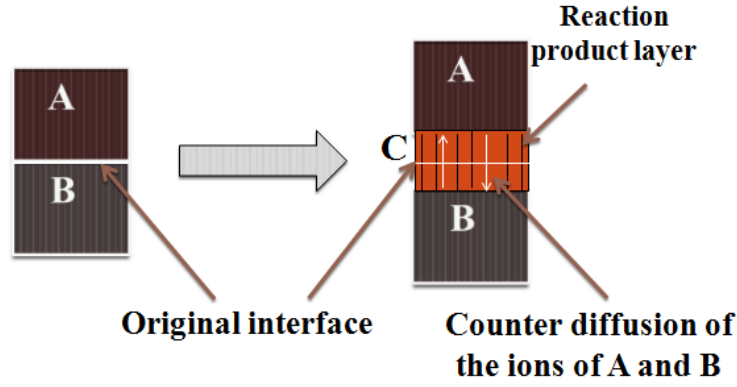 Reaction
product layer
A
B
A
C
B
Original interface
Counter diffusion of
the ions of A and B